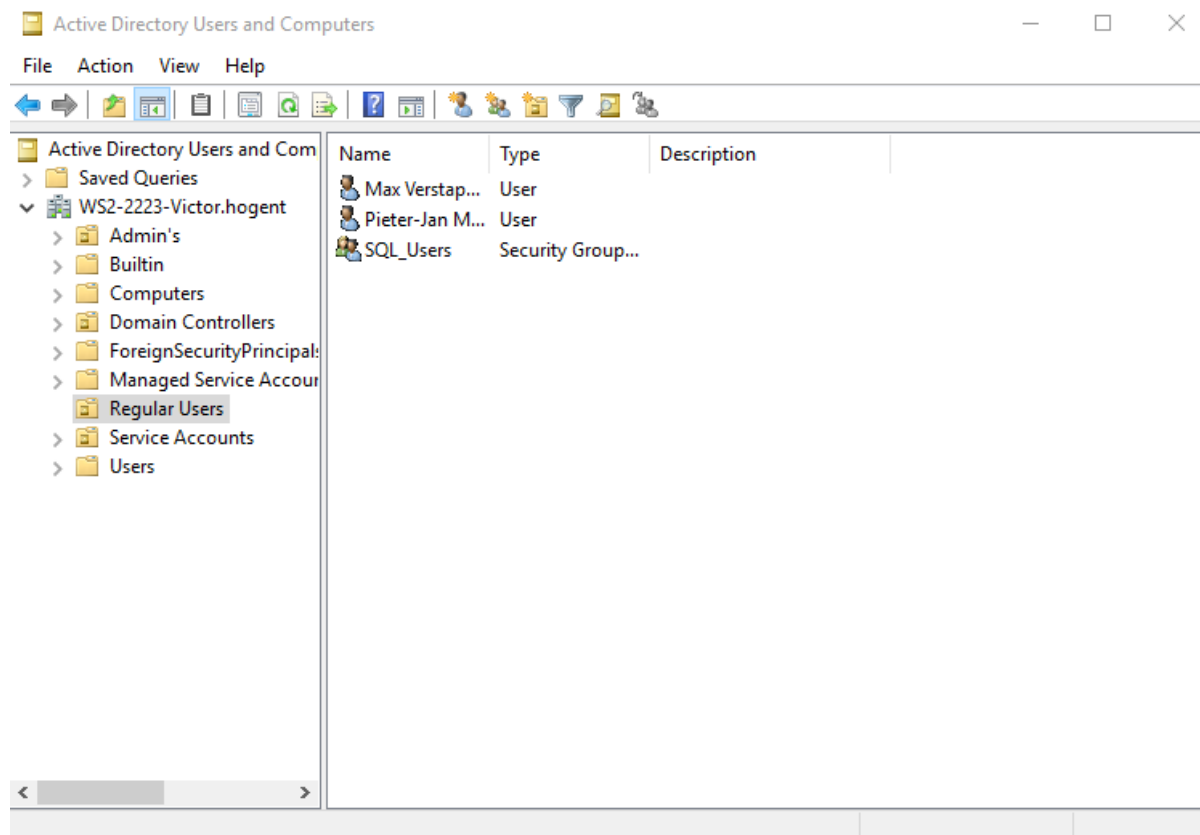 Active Directory Users and Computers
File Action View Help
Active Directory Users and Com
Saved Queries
WS2-2223-Victor.hogent
Admin's
Builtin
Computers
Domain Controllers
ForeignSecurityPrincipals
Managed Service Accour
Regular Users
Service Accounts
Users
Name Type Description
Max Verstap... User
Pieter-Jan M... User
SQL_Users Security Group...